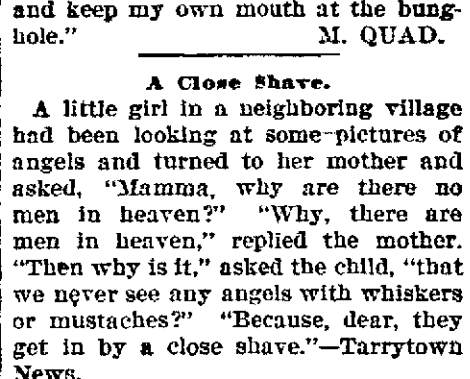 and keep my own mouth at the bung-
hole." M. QUAD.
A Close Shave.
A little girl in a neighboring village
had been looking at some pictures of
angels and turned to her mother and
asked, "Mamma, why are there no
men in heaven?" "Why, there are
men in heaven," replied the mother.
"Then why is it," asked the child, "that
we never see any angels with whiskers
or mustaches?" "Because, dear, they
get in by a close shave."—Tarrytown
News.